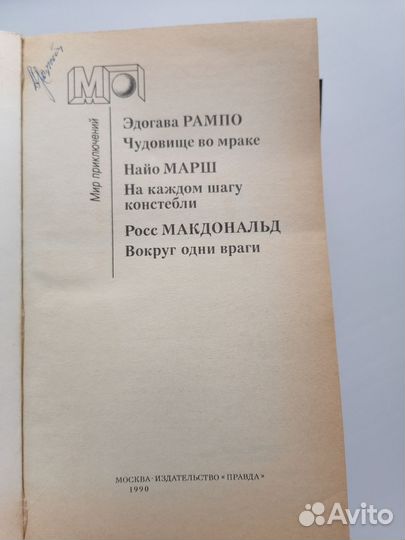 МП
Мир приключений
Эдогава РАМПО
Чудовище во мраке
Найо МАРШ
На каждом шагу
констебли
Росс МАКДОНАЛЬД
Вокруг одни враги
МОСКВА·ИЗДАТЕЛЬСТВО «ПРАВДА»
1990
Avito